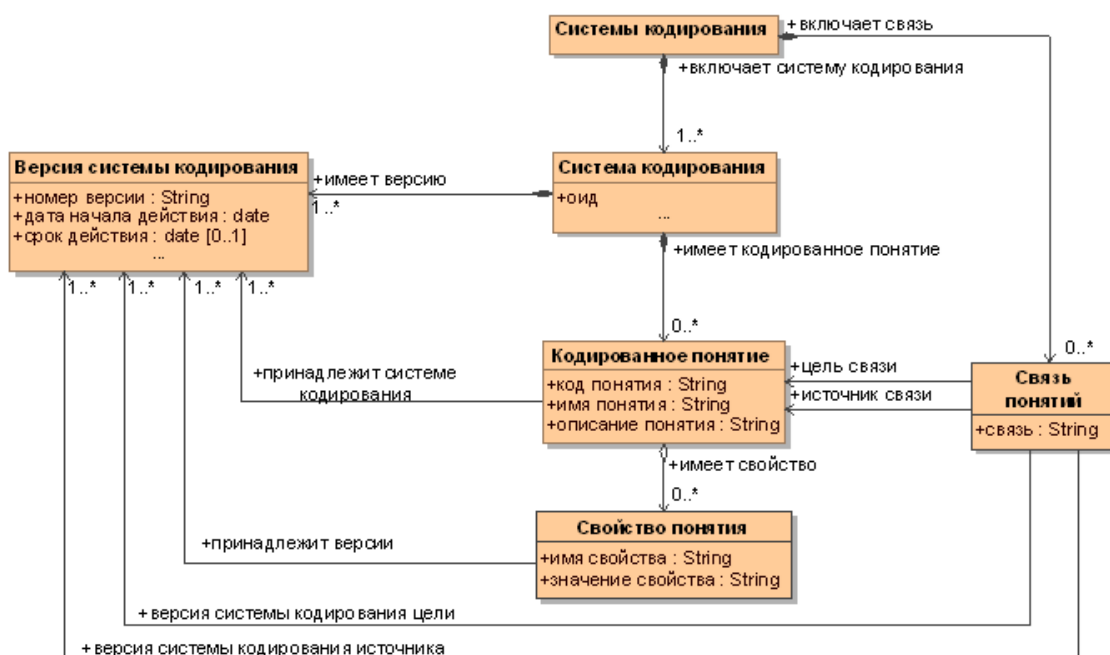 Системы кодирования
+включает связь
+включает систему кодирования
1..*
Версия системы кодирования
+номер версии : String
+дата начала действия : date
+срок действия : date [0..1]
...
+имеет версию
1..*
Система кодирования
+оид
...
+имеет кодированное понятие
1..*
1..*
1..*
1..*
0..*
0..*
Кодированное понятие
+код понятия : String
+имя понятия : String
+описание понятия : String
+цель связи
+источник связи
Связь
понятий
+связь : String
+принадлежит системе
кодирования
+имеет свойство
0..*
Свойство понятия
+имя свойства : String
+значение свойства : String
+принадлежит версии
+версия системы кодирования цели
+версия системы кодирования источника